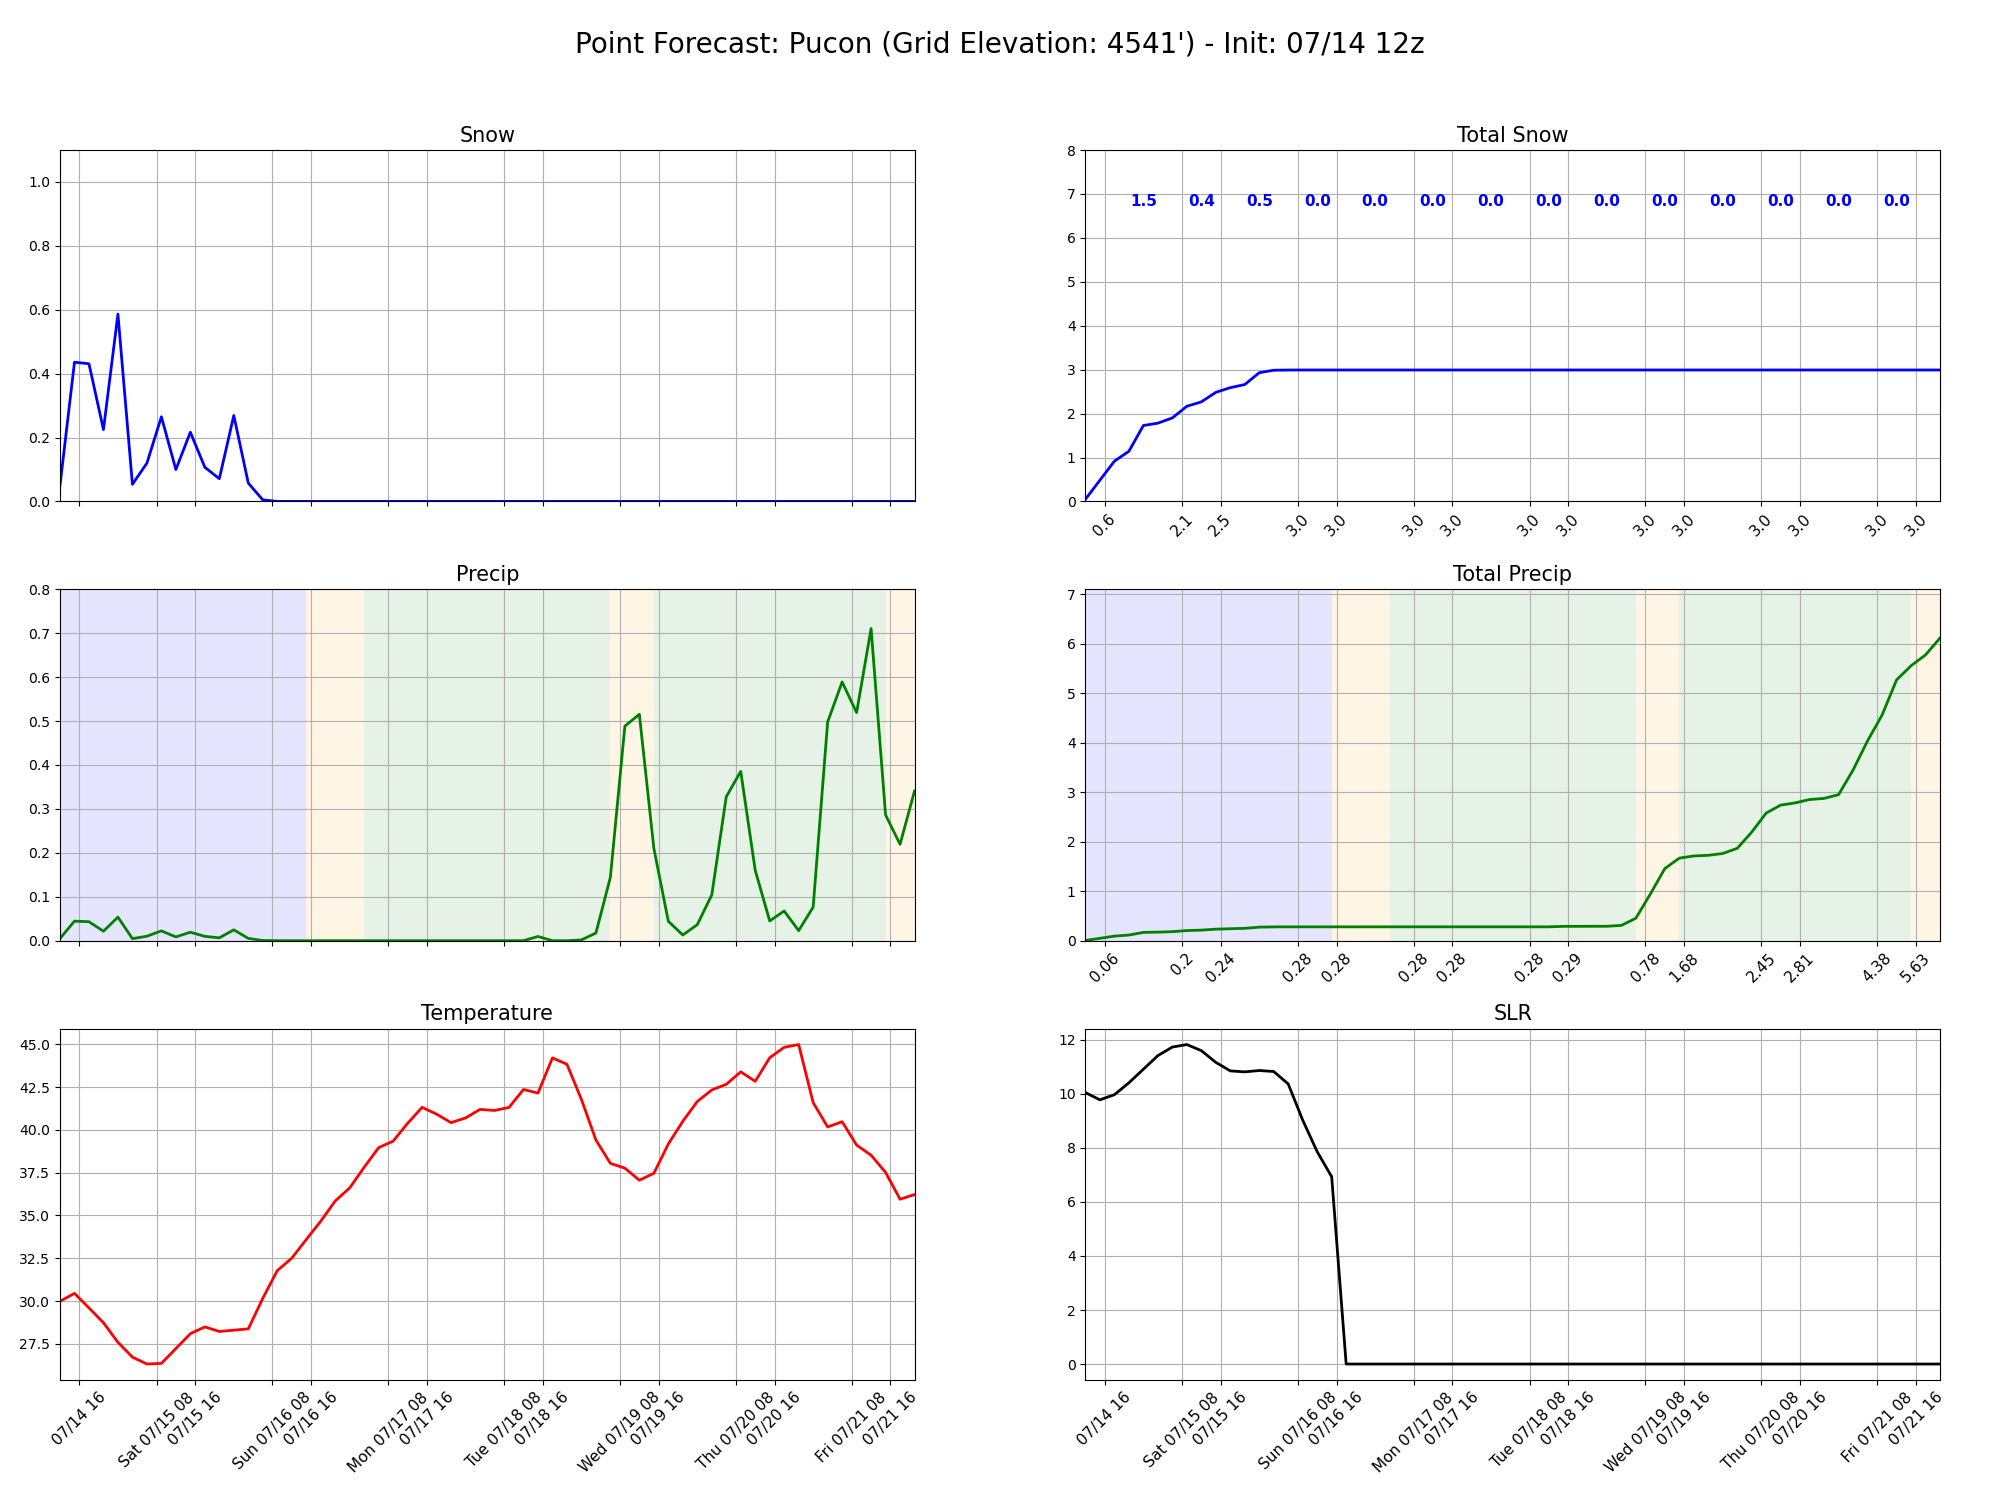 Point Forecast: Pucon (Grid Elevation: 4541') - Init: 07/14 12z
Snow
1.0
0.8
0.6
0.4
0.2
0.0
Total Snow
8
7
6
5
4
3
2
1
0
1.5 0.4 0.5 0.0 0.0 0.0 0.0 0.0 0.0 0.0 0.0 0.0 0.0 0.0
0.6 2.1 2.5 3.0 3.0 3.0 3.0 3.0 3.0 3.0 3.0 3.0 3.0 3.0 3.0
Precip
0.8
0.7
0.6
0.5
0.4
0.3
0.2
0.1
0.0
Total Precip
7
6
5
4
3
2
1
0
0.06 0.2 0.24 0.28 0.28 0.28 0.28 0.28 0.29 0.78 1.68 2.45 2.81 4.38 5.63
Temperature
45.0
42.5
40.0
37.5
35.0
32.5
30.0
27.5
07/14 16
Sat 07/15 08
07/15 16
Sun 07/16 08
07/16 16
Mon 07/17 08
07/17 16
Tue 07/18 08
07/18 16
Wed 07/19 08
07/19 16
Thu 07/20 08
07/20 16
Fri 07/21 08
07/21 16
SLR
12
10
8
6
4
2
0
07/14 16
Sat 07/15 08
07/15 16
Sun 07/16 08
07/16 16
Mon 07/17 08
07/17 16
Tue 07/18 08
07/18 16
Wed 07/19 08
07/19 16
Thu 07/20 08
07/20 16
Fri 07/21 08
07/21 16